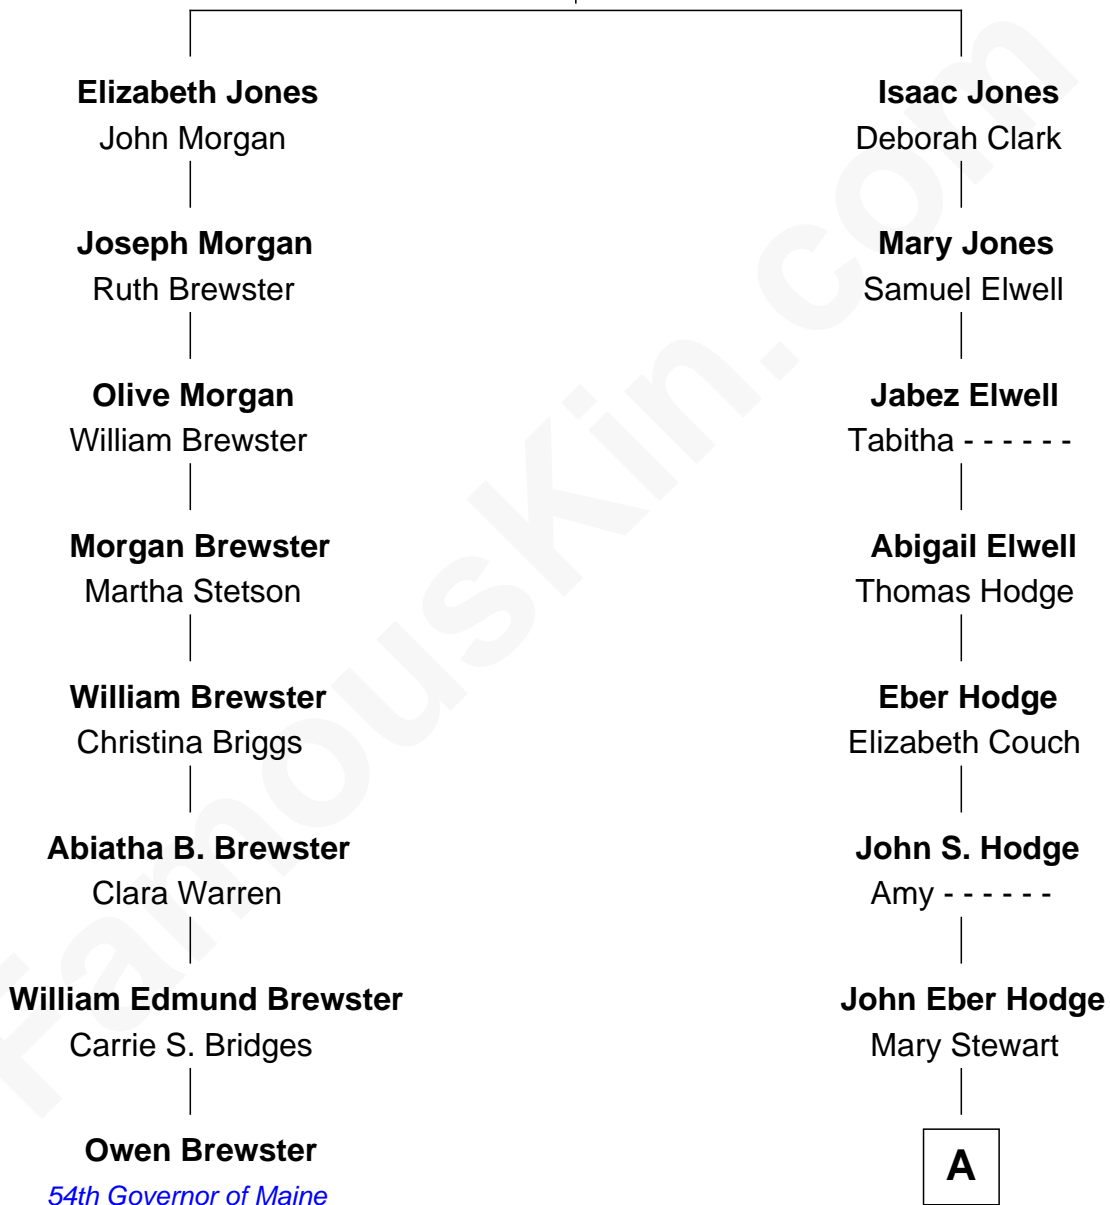 Elizabeth Jones
John Morgan
Isaac Jones
Deborah Clark
Joseph Morgan
Ruth Brewster
Mary Jones
Samuel Elwell
Olive Morgan
William Brewster
Jabez Elwell
Tabitha - - - - - -
Morgan Brewster
Martha Stetson
Abigail Elwell
Thomas Hodge
William Brewster
Christina Briggs
Eber Hodge
Elizabeth Couch
Abiatha B. Brewster
Clara Warren
John S. Hodge
Amy - - - - - -
William Edmund Brewster
Carrie S. Bridges
John Eber Hodge
Mary Stewart
Owen Brewster
54th Governor of Maine
A
FamousKin.com